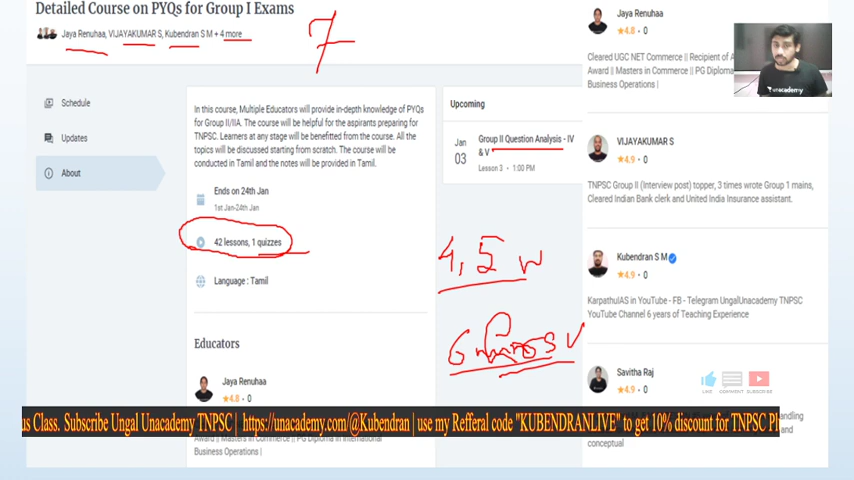 Detailed Course on PYQs for Group I Exams
Jaya Renuhaa, VIJAYAKUMAR S, Kubendran S M + 4 more
7
Schedule
Updates
About
In this course, Multiple Educators will provide in-depth knowledge of PYQs
for Group II/IIA. The course will be helpful for the aspirants preparing for
TNPSC. Learners at any stage will be benefitted from the course. All the
topics will be discussed starting from scratch. The course will be
conducted in Tamil and the notes will be provided in Tamil.
Ends on 24th Jan
1st Jan-24th Jan
42 lessons, 1 quizzes
Language : Tamil
Educators
Jaya Renuhaa
4.8 · 0
Award || Masters in Commerce || PG Diploma in International
Business Operations |
Upcoming
Jan
03
Group II Question Analysis - IV
& V
Lesson 3 · 1:00 PM
4, 5
6
Jaya Renuhaa
4.8 · 0
Cleared UGC NET Commerce || Recipient of
Award || Masters in Commerce || PG Diplom
Business Operations |
unacademy
VIJAYAKUMAR S
4.9 · 0
TNPSC Group II (Interview post) topper, 3 times wrote Group 1 mains,
Cleared Indian Bank clerk and United India Insurance assistant.
Kubendran S M
4.9 · 0
KarpathuIAS in YouTube - FB - Telegram UngalUnacademy TNPSC
YouTube Channel 6 years of Teaching Experience
Savitha Raj
4.9 · 0
LIKE
COMMENT
SUBSCRIBE
andling
and
conceptual
us Class. Subscribe Ungal Unacademy TNPSC | https://unacademy.com/@Kubendran | use my Refferal code "KUBENDRANLIVE" to get 10% discount for TNPSC Pl